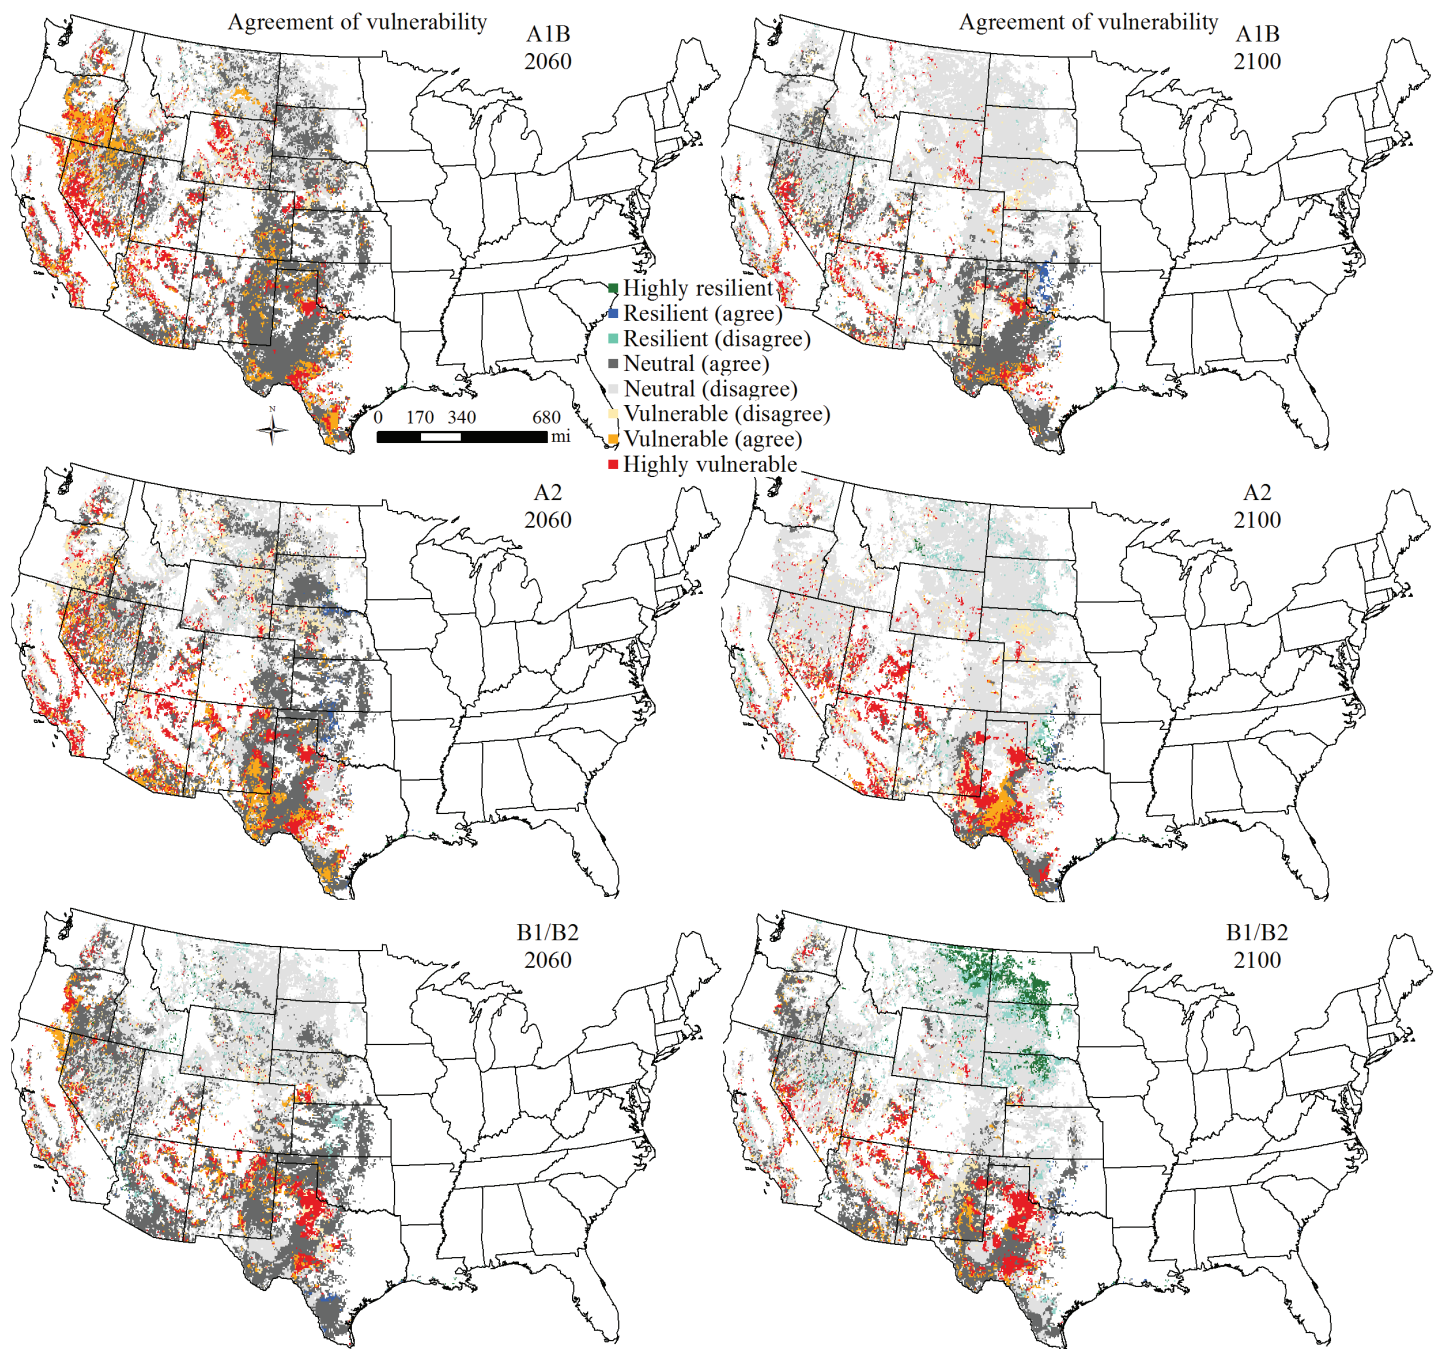 Agreement of vulnerability
A1B
2060
Agreement of vulnerability
A1B
2100
Highly resilient
Resilient (agree)
Resilient (disagree)
Neutral (agree)
Neutral (disagree)
Vulnerable (disagree)
Vulnerable (agree)
Highly vulnerable
N
0 170 340 680
mi
A2
2060
A2
2100
B1/B2
2060
B1/B2
2100